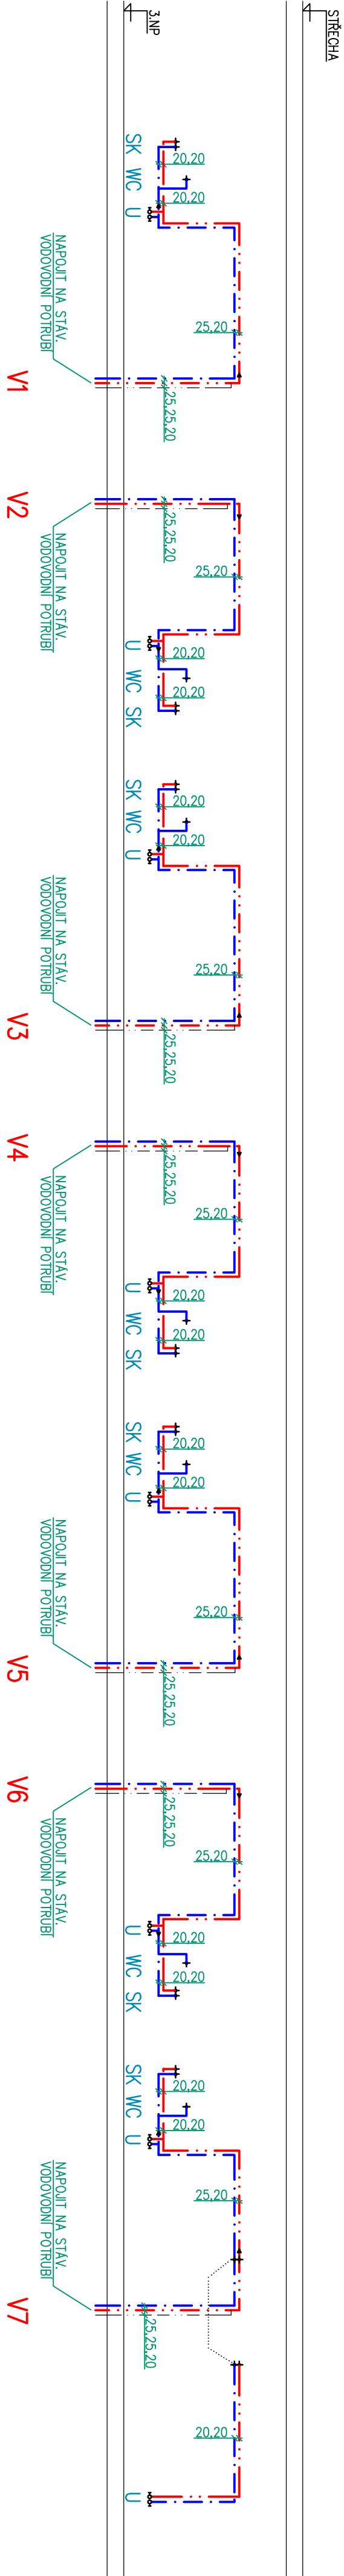 STŘECHA
3.NP
SK WC U
20,20
20,20
25,20
25,25,20
NAPOJIT NA STÁV.
VODOVODNÍ POTRUBÍ
V1
V2
NAPOJIT NA STÁV.
VODOVODNÍ POTRUBÍ
25,25,20
25,20
20,20
20,20
U WC SK
SK WC U
20,20
20,20
25,20
25,25,20
NAPOJIT NA STÁV.
VODOVODNÍ POTRUBÍ
V3
V4
NAPOJIT NA STÁV.
VODOVODNÍ POTRUBÍ
25,25,20
25,20
20,20
20,20
U WC SK
SK WC U
20,20
20,20
25,20
25,25,20
NAPOJIT NA STÁV.
VODOVODNÍ POTRUBÍ
V5
V6
NAPOJIT NA STÁV.
VODOVODNÍ POTRUBÍ
25,25,20
25,20
20,20
20,20
U WC SK
SK WC U
20,20
20,20
25,20
25,25,20
NAPOJIT NA STÁV.
VODOVODNÍ POTRUBÍ
V7
20,20
U